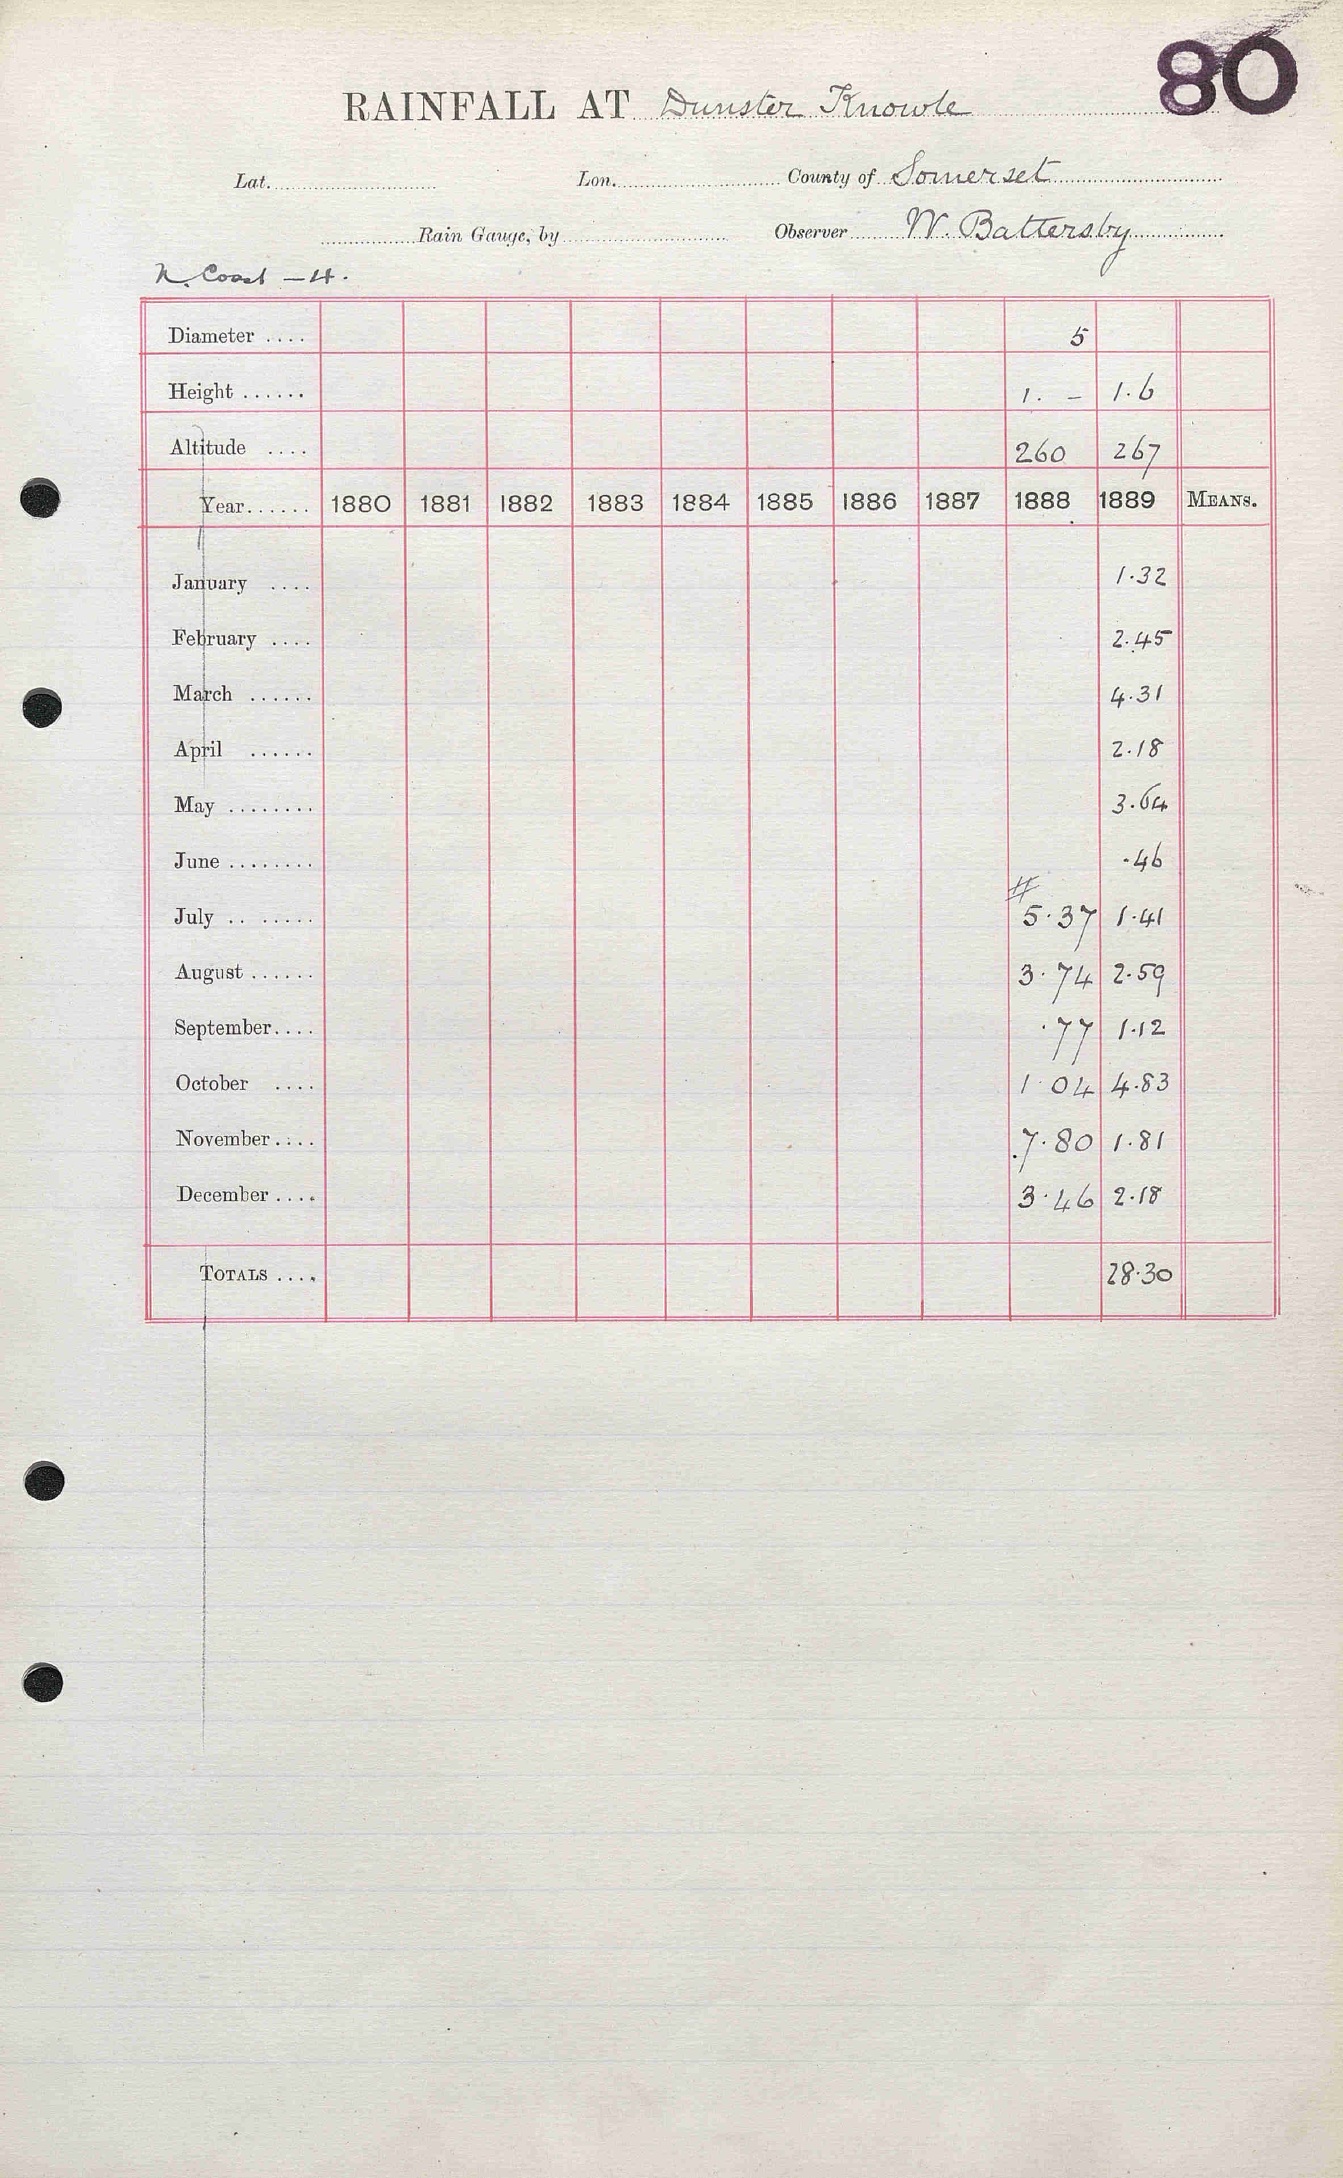 80
RAINFALL AT Dunster Knowle
Lat. Lon. County of Somerset
Rain Gauge, by Observer W. Battersby
N. Coast — 4.
Diameter .... 5
Height ...... 1. – 1.6
Altitude .... 260 267
Year...... 1880 1881 1882 1883 1884 1885 1886 1887 1888 1889 MEANS.
January .... 1.32
February .... 2.45
March ...... 4.31
April ...... 2.18
May ........ 3.64
June ........ .46
#
July .. ...... 5.37 1.41
August ...... 3.74 2.59
September.... .77 1.12
October .... 1 04 4.83
November.... 7.80 1.81
December .... 3.46 2.18
TOTALS .... 28.30